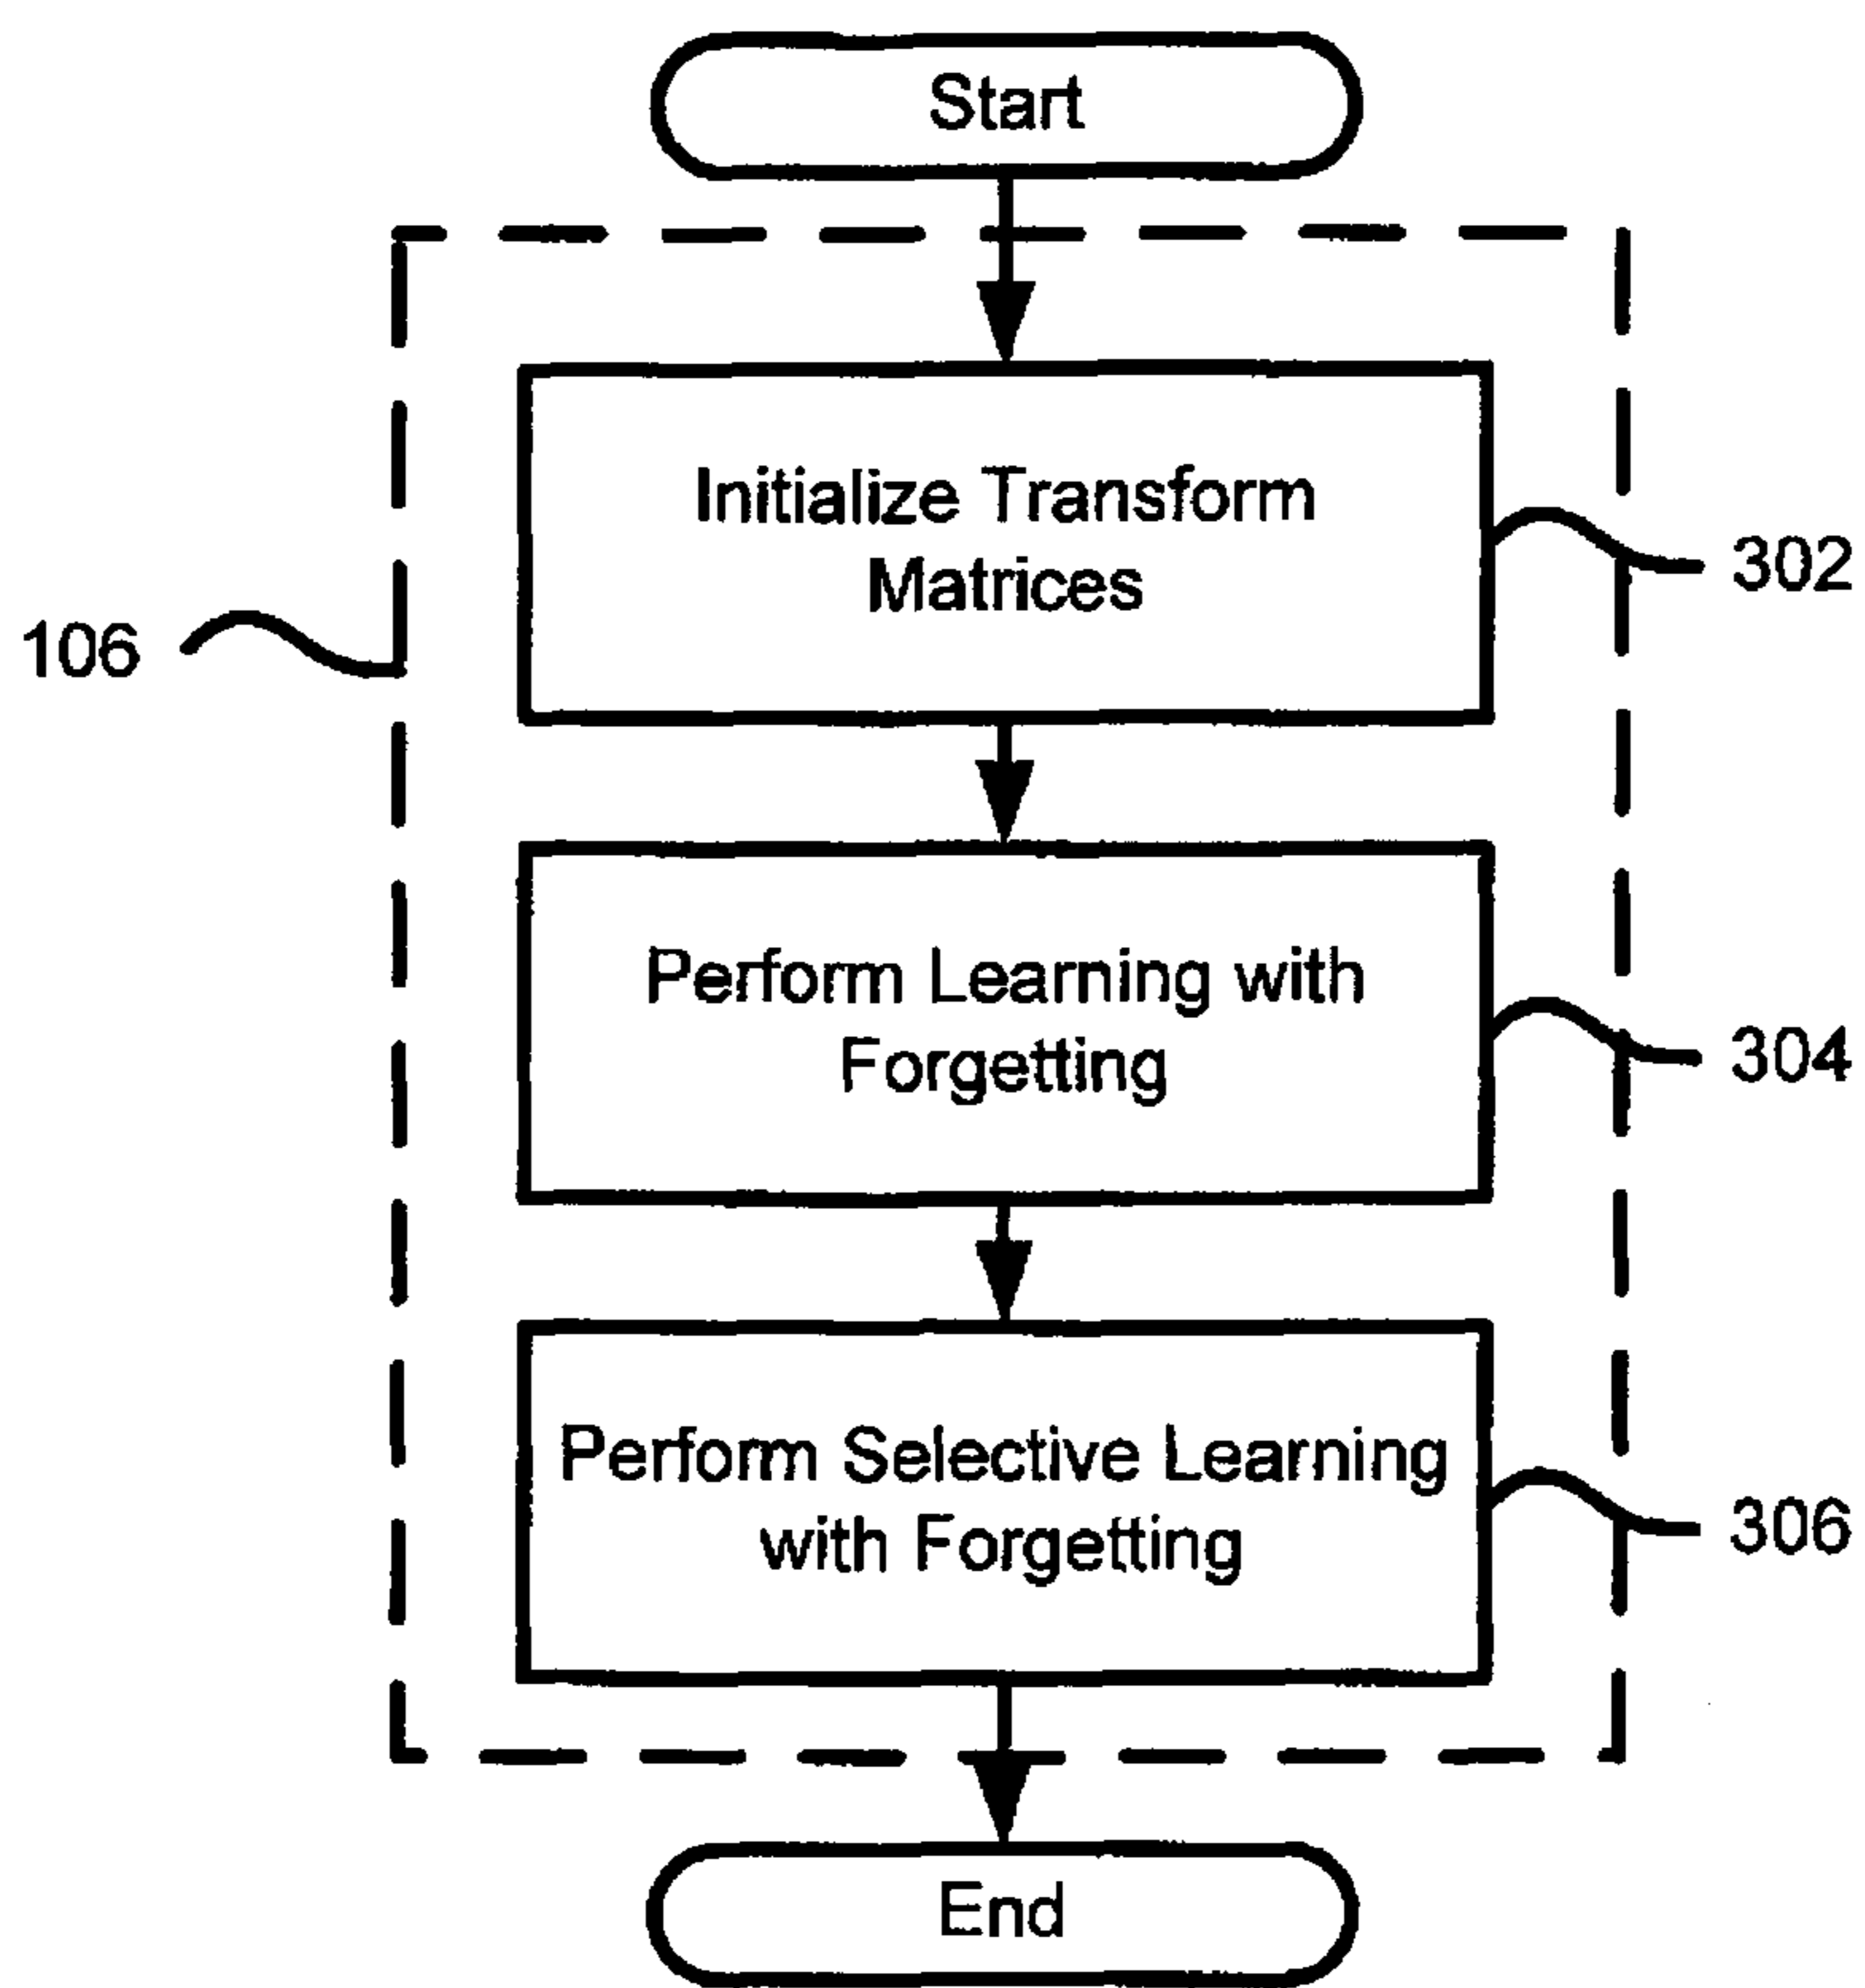 Start
Initialize Transform
Matrices
302
106
Perform Learning with
Forgetting
304
Perform Selective Learning
with Forgetting
306
End